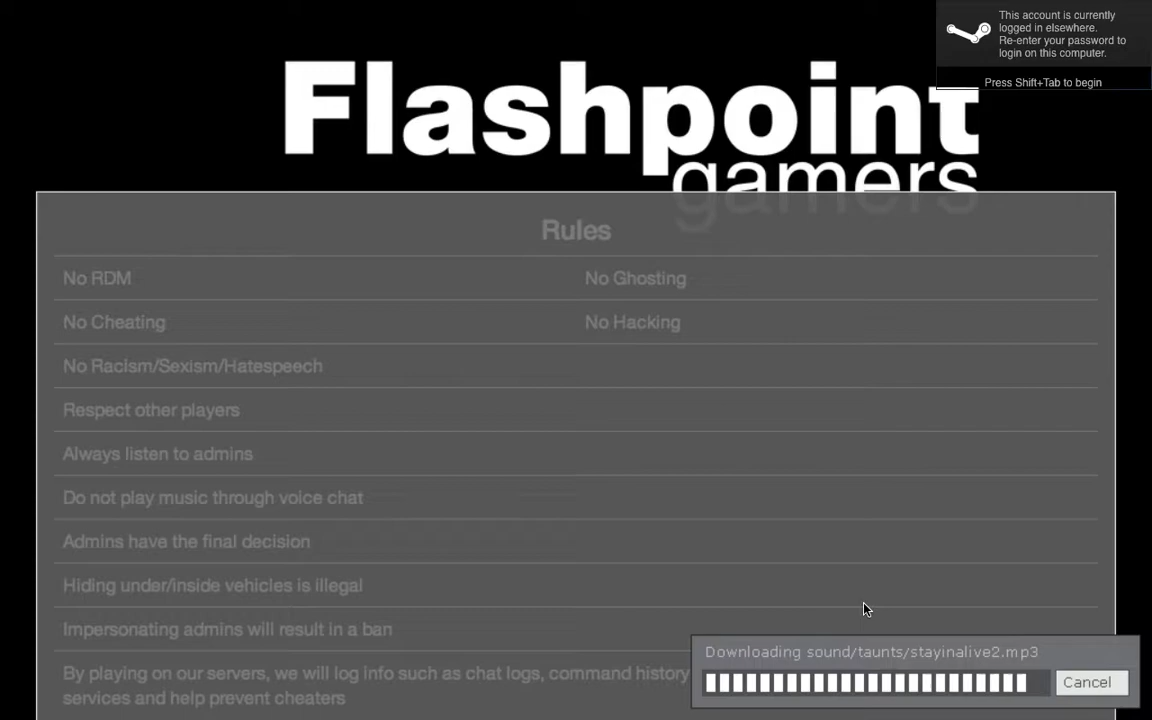 This account is currently
logged in elsewhere.
Re-enter your password to
login on this computer.
Press Shift+Tab to begin
Flashpoint
gamers
Rules
No RDM
No Ghosting
No Cheating
No Hacking
No Racism/Sexism/Hatespeech
Respect other players
Always listen to admins
Do not play music through voice chat
Admins have the final decision
Hiding under/inside vehicles is illegal
Impersonating admins will result in a ban
By playing on our servers, we will log info such as chat logs, command history
services and help prevent cheaters
Downloading sound/taunts/stayinalive2.mp3
Cancel